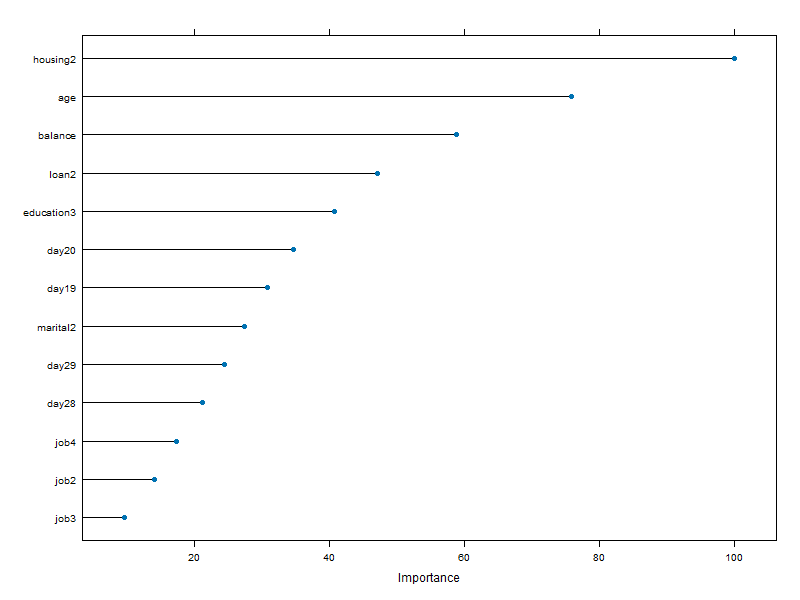 housing2
age
balance
loan2
education3
day20
day19
marital2
day29
day28
job4
job2
job3
20 40 60 80 100
Importance